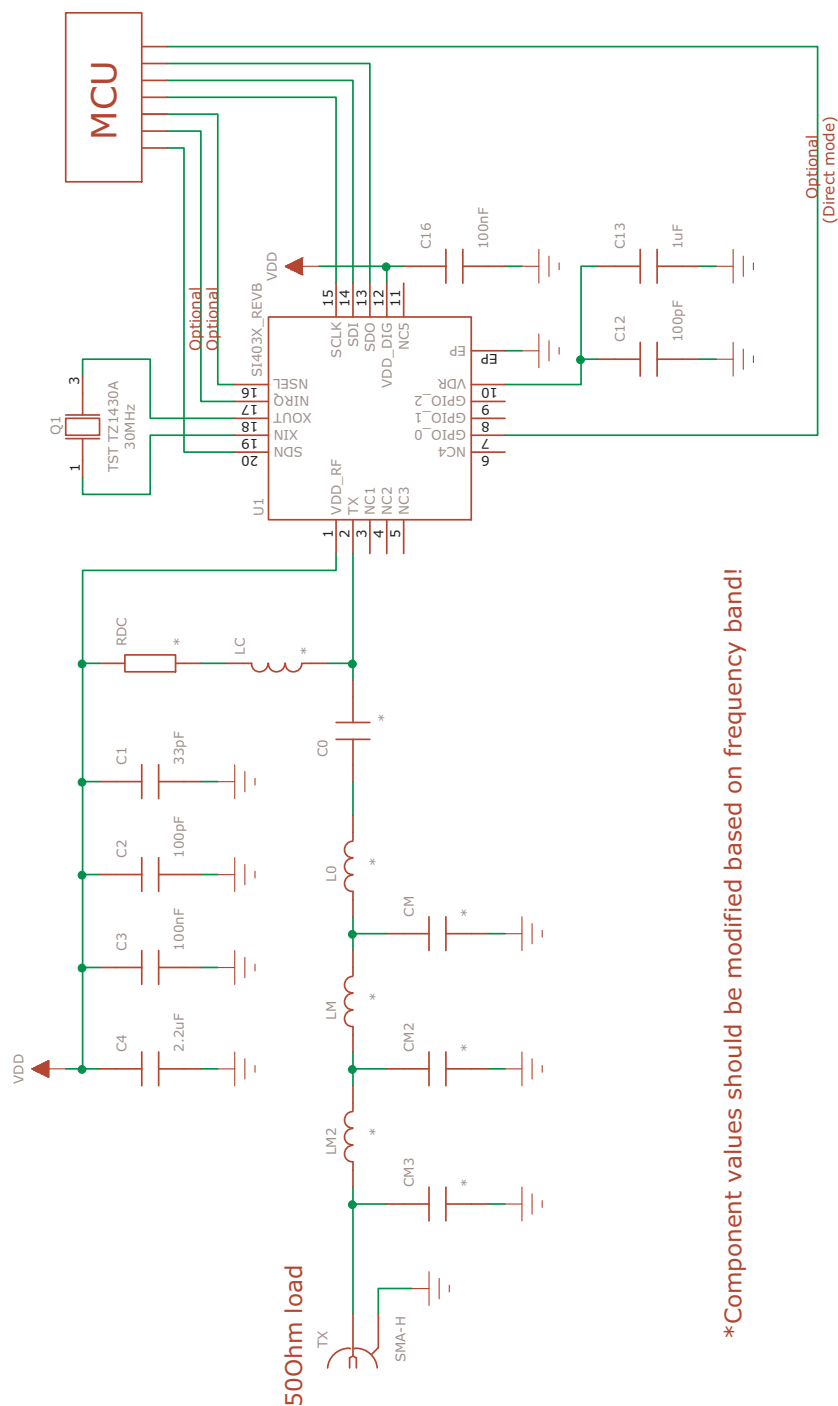 MCU
Optional
(Direct mode)
VDD
C16
100nF
C13
1uF
C12
100pF
Optional
Optional
SI403X_REVB
U1
15
SCLK
14
SDI
13
SDO
12
VDD_DIG
11
NC5
EP
EP
16
NSEL
17
NIRQ
18
XOUT
19
XIN
20
SDN
10
VDR
9
GPIO_2
8
GPIO_1
7
GPIO_0
6
NC4
1
VDD_RF
2
TX
3
NC1
4
NC2
5
NC3
Q1
3
1
TST TZ1430A
30MHz
RDC
*
LC
*
C0
*
C1
33pF
C2
100pF
C3
100nF
C4
2.2uF
VDD
L0
*
CM
*
LM
*
CM2
*
LM2
*
CM3
*
50Ohm load
TX
SMA-H
*Component values should be modified based on frequency band!